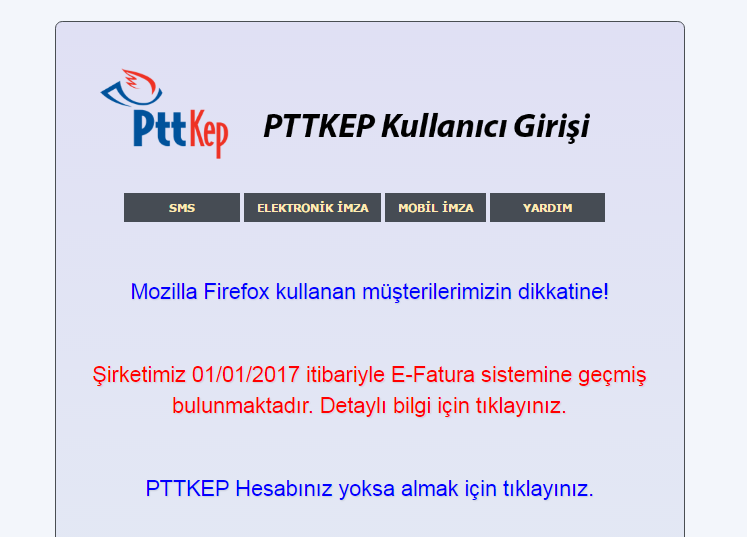 PttKep
PTTKEP Kullanıcı Girişi
SMS
ELEKTRONİK İMZA
MOBİL İMZA
YARDIM
Mozilla Firefox kullanan müşterilerimizin dikkatine!
Şirketimiz 01/01/2017 itibariyle E-Fatura sistemine geçmiş
bulunmaktadır. Detaylı bilgi için tıklayınız.
PTTKEP Hesabınız yoksa almak için tıklayınız.